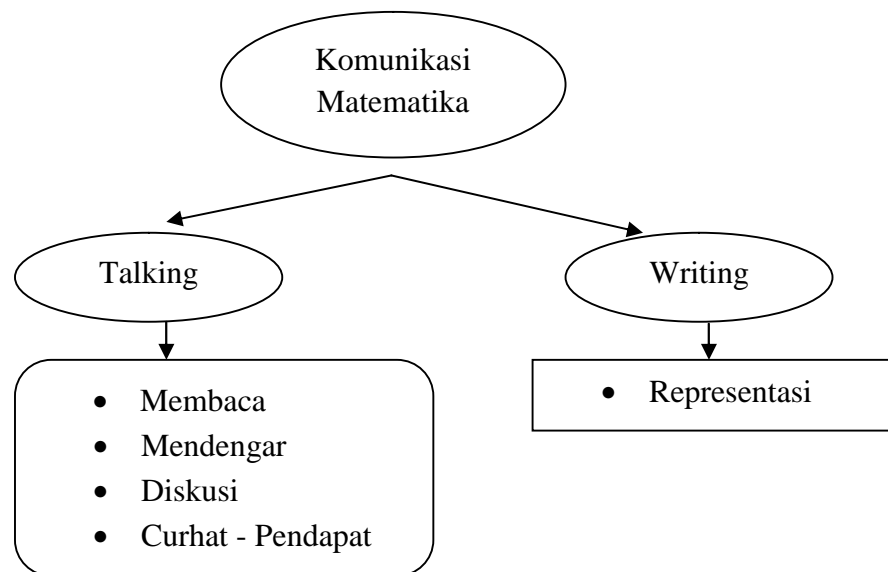 Komunikasi
Matematika
Talking
Writing
• Membaca
• Mendengar
• Diskusi
• Curhat - Pendapat
• Representasi